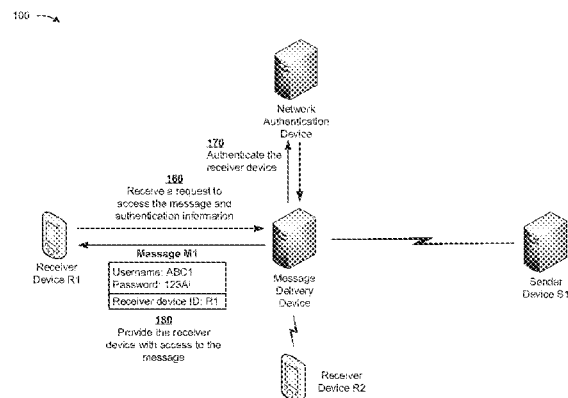 100
Network
Authentication
Device
170
Authenticate the
receiver device
160
Receive a request to
access the message and
authentication information
Receiver
Device R1
Message M1
Username: ABC1
Password: 123A!
Receiver device ID: R1
180
Provide the receiver
device with access to the
message
Message
Delivery
Device
Sender
Device S1
Receiver
Device R2